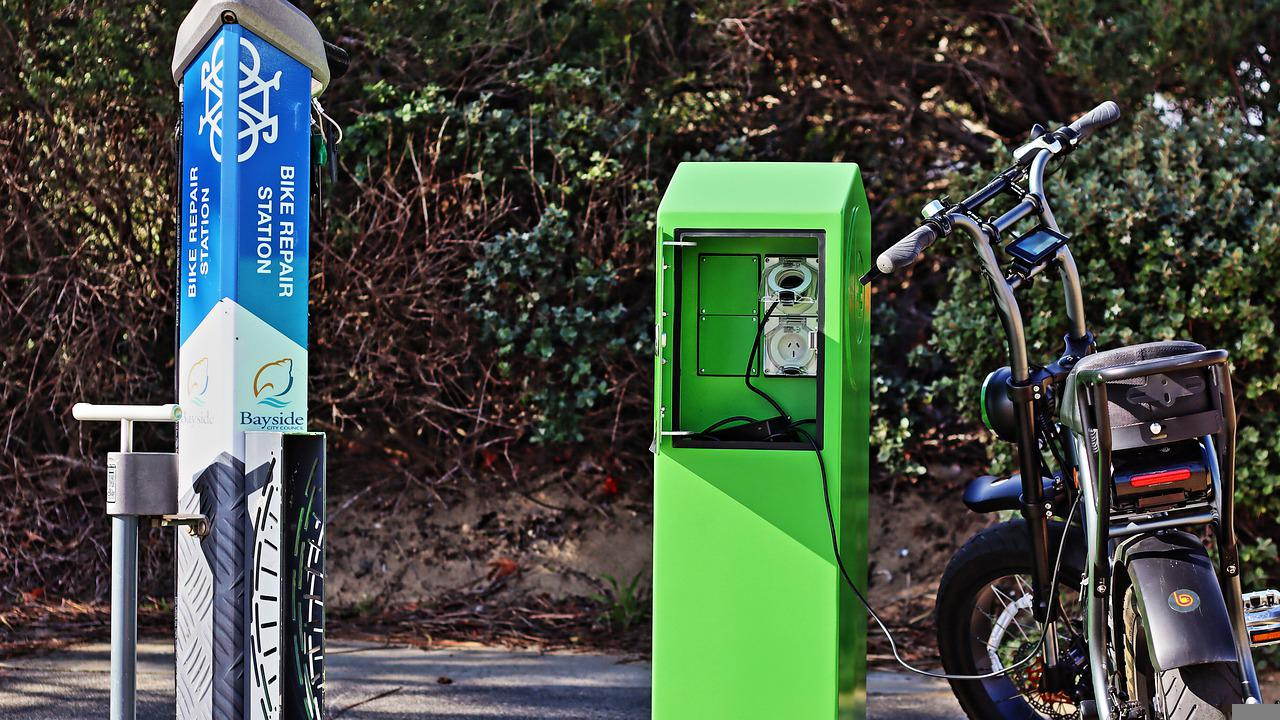 BIKE REPAIR
STATION
BIKE REPAIR
STATION
Bayside
Bayside
CITY COUNCIL